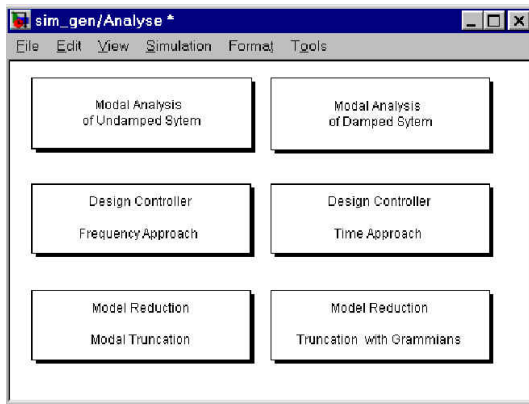 sim_gen/Analyse *
File Edit View Simulation Format Tools
Modal Analysis
of Undamped Sytem
Modal Analysis
of Damped Sytem
Design Controller
Frequency Approach
Design Controller
Time Approach
Model Reduction
Modal Truncation
Model Reduction
Truncation with Grammians